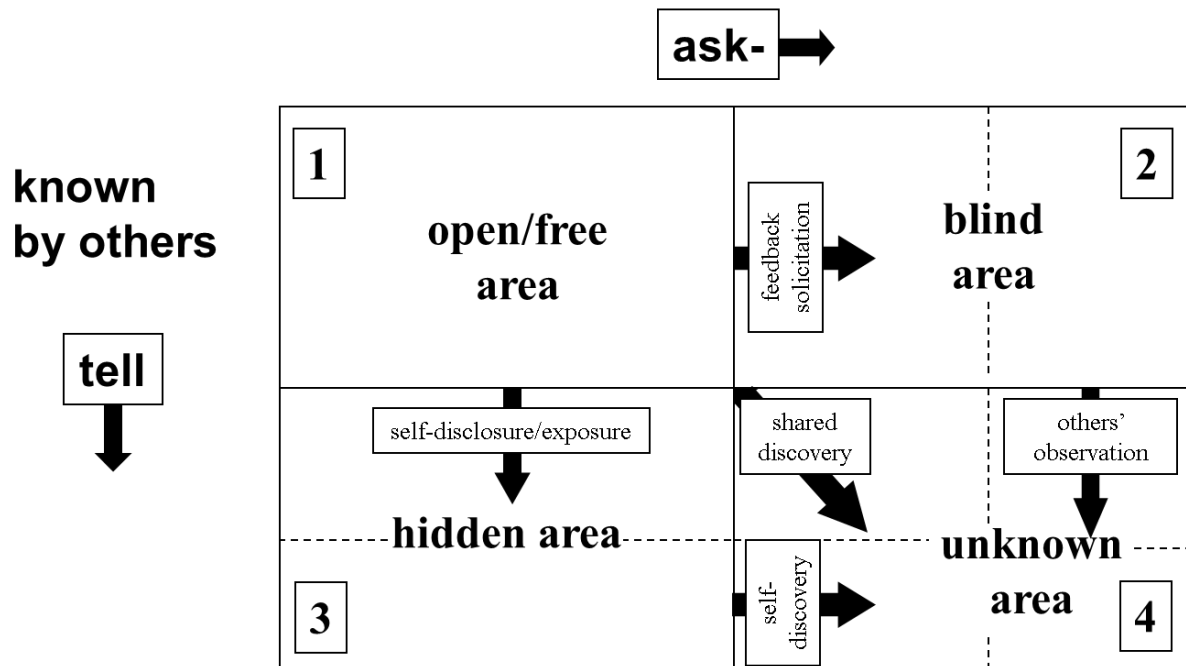 ask-
1
2
known
by others
open/free
area
feedback
solicitation
blind
area
tell
self-disclosure/exposure
shared
discovery
others’
observation
hidden area
unknown
area
self-
discovery
3
4